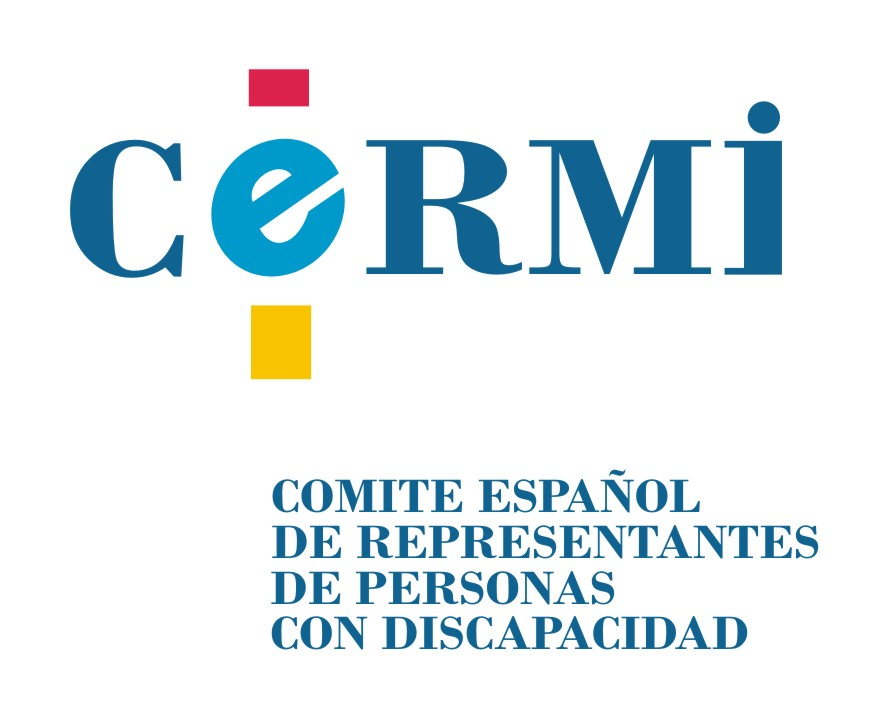 CeRMi
COMITE ESPAÑOL
DE REPRESENTANTES
DE PERSONAS
CON DISCAPACIDAD